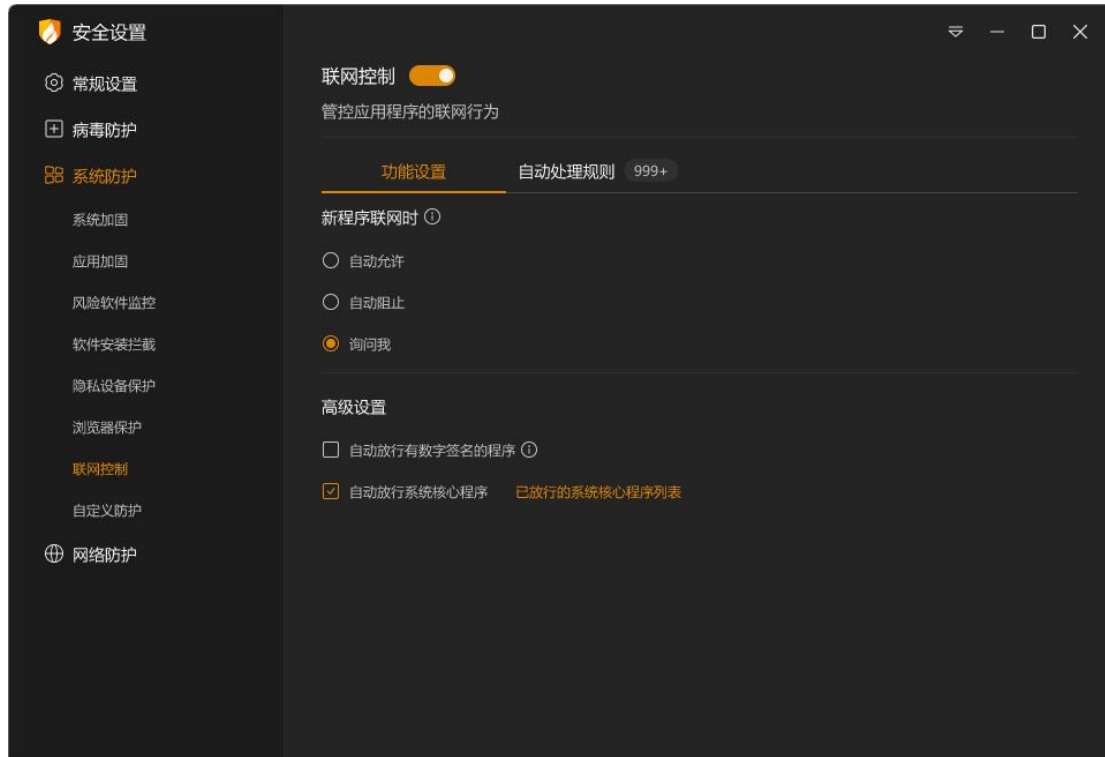 安全设置
常规设置
病毒防护
系统防护
系统加固
应用加固
风险软件监控
软件安装拦截
隐私设备保护
浏览器保护
联网控制
自定义防护
网络防护
联网控制
管控应用程序的联网行为
功能设置 自动处理规则 999+
新程序联网时
自动允许
自动阻止
询问我
高级设置
自动放行有数字签名的程序
自动放行系统核心程序 已放行的系统核心程序列表